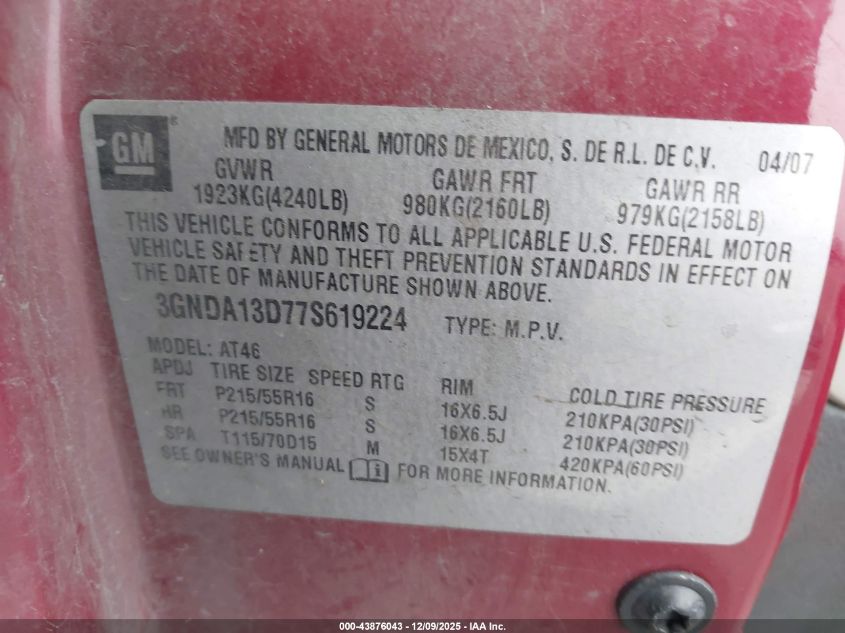 GM®
MFD BY GENERAL MOTORS DE MEXICO, S. DE R.L. DE C.V. 04/07
GVWR GAWR FRT GAWR RR
1923KG(4240LB) 980KG(2160LB) 979KG(2158LB)
THIS VEHICLE CONFORMS TO ALL APPLICABLE U.S. FEDERAL MOTOR
VEHICLE SAFETY AND THEFT PREVENTION STANDARDS IN EFFECT ON
THE DATE OF MANUFACTURE SHOWN ABOVE.
3GNDA13D77S619224 TYPE: M.P.V.
MODEL: AT46
APDJ TIRE SIZE SPEED RTG RIM COLD TIRE PRESSURE
FRT P215/55R16 S 16X6.5J 210KPA(30PSI)
RR P215/55R16 S 16X6.5J 210KPA(30PSI)
SPA T115/70D15 M 15X4T 420KPA(60PSI)
SEE OWNER'S MANUAL i FOR MORE INFORMATION.
000-43876043 - 12/09/2025 - IAA Inc.